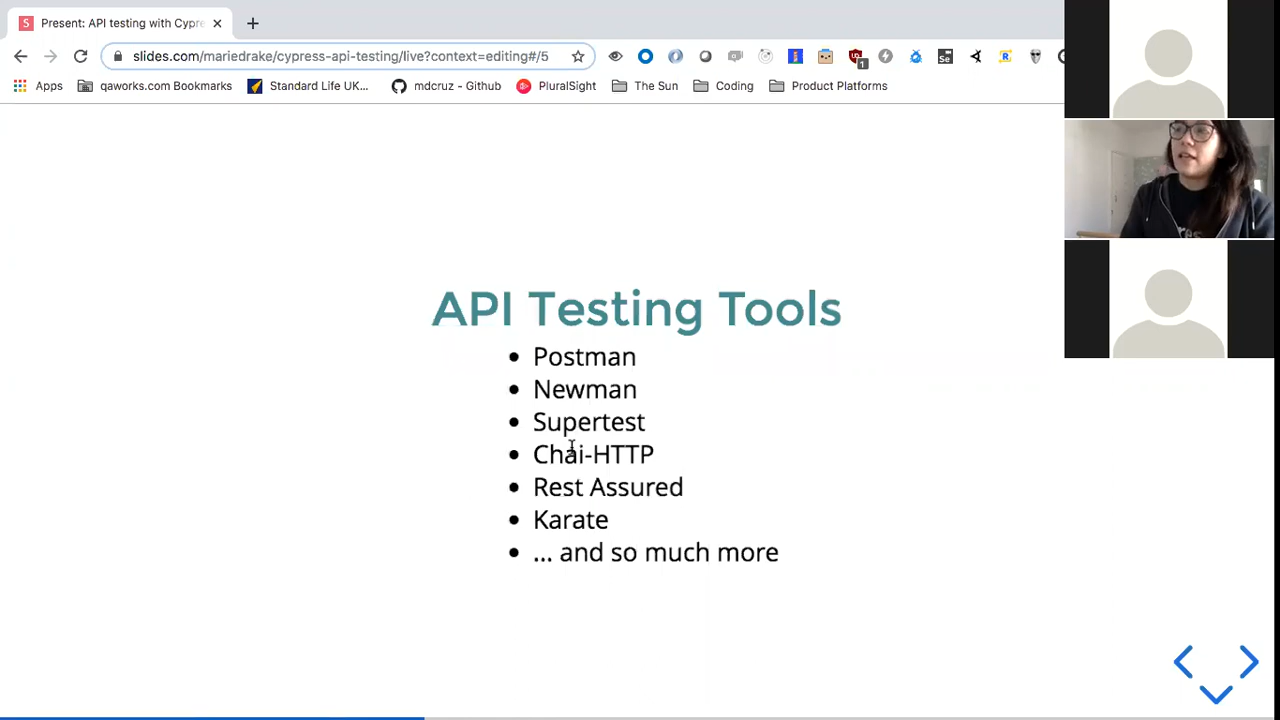 Present: API testing with Cypre
slides.com/mariedrake/cypress-api-testing/live?context=editing#/5
1
Se
R
Apps
qaworks.com Bookmarks
Standard Life UK...
mdcruz - Github
PluralSight
The Sun
Coding
Product Platforms
API Testing Tools
• Postman
• Newman
• Supertest
• Chai-HTTP
• Rest Assured
• Karate
• ... and so much more